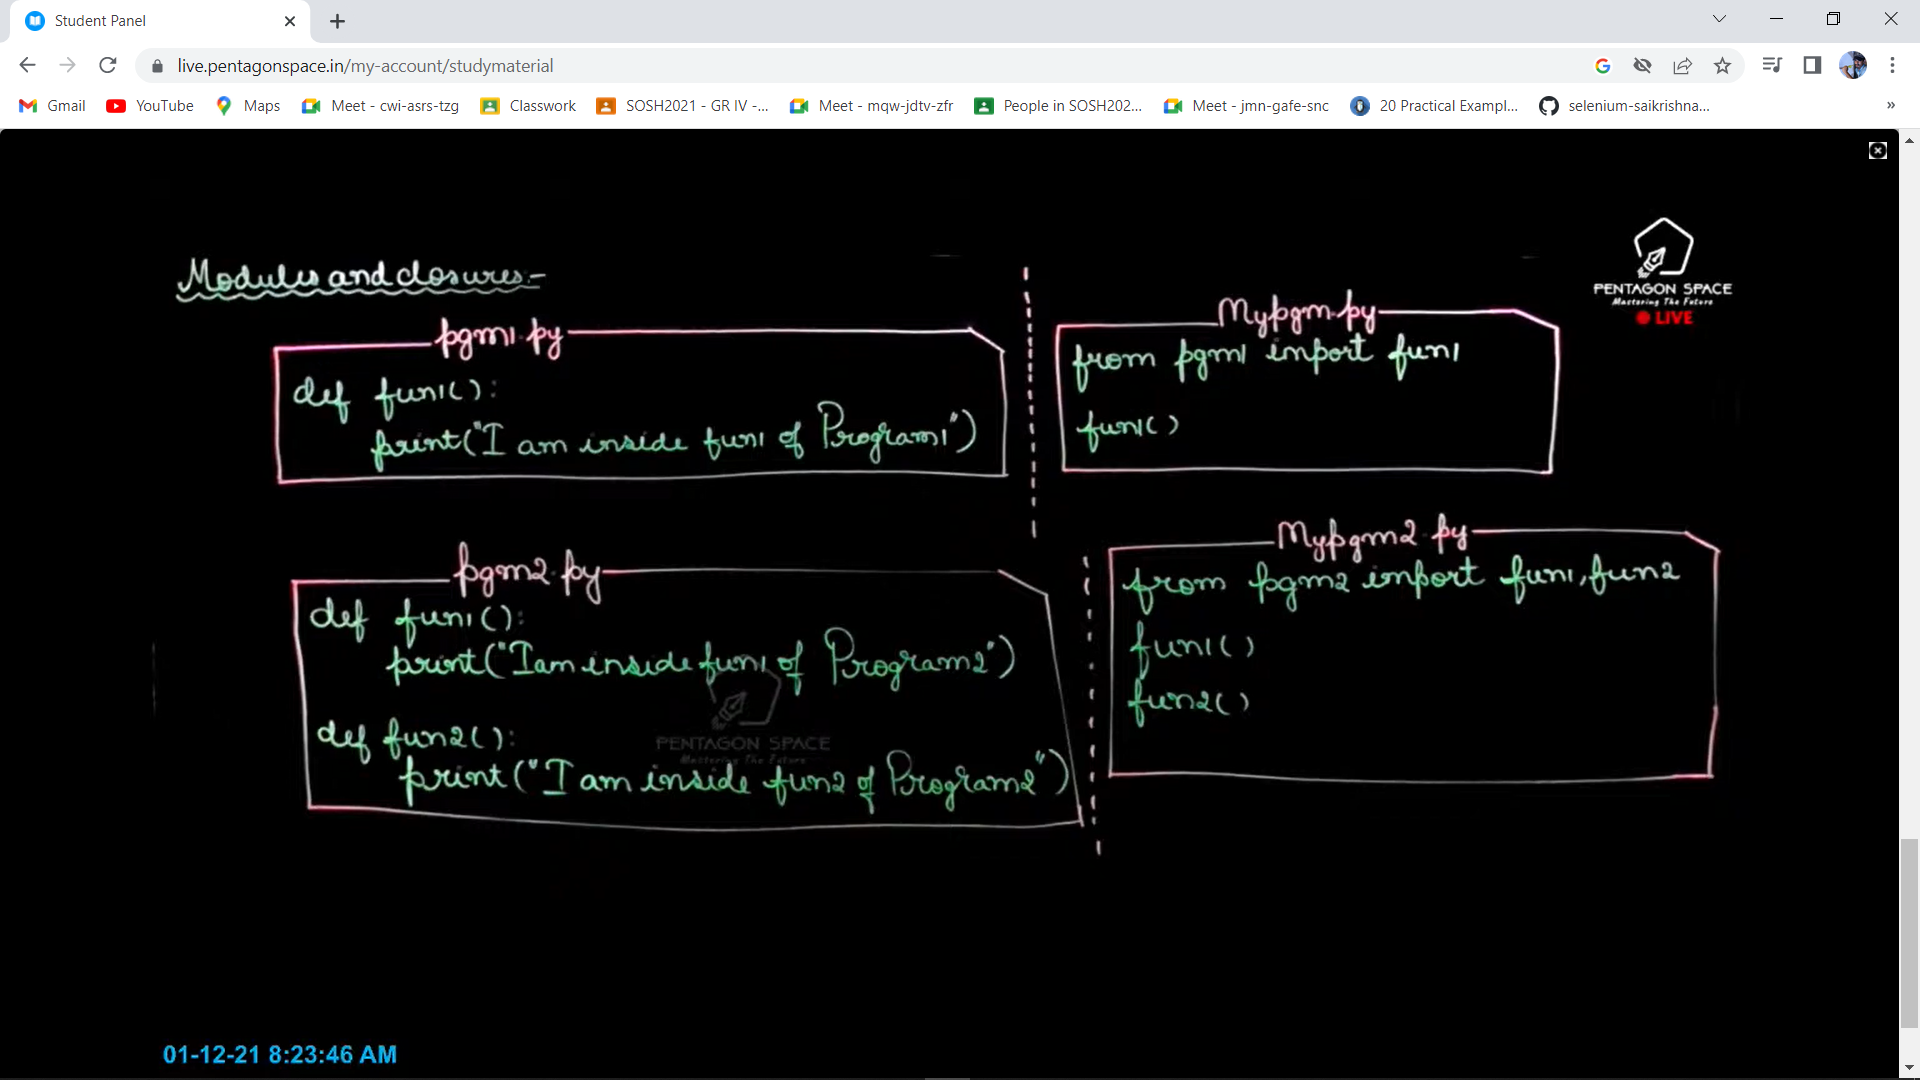 Student Panel
live.pentagonspace.in/my-account/studymaterial
Gmail YouTube Maps Meet - cwi-asrs-tzg Classwork SOSH2021 - GR IV -... Meet - mqw-jdtv-zfr People in SOSH202... Meet - jmn-gafe-snc 20 Practical Exampl... selenium-saikrishna... »
PENTAGON SPACE
Mastering The Future
LIVE
Modules and closures:-
pgm1.py
def fun1():
print("I am inside fun1 of Program1")
Mypgm.py
from pgm1 import fun1
fun1()
pgm2.py
def fun1():
print("I am inside fun1 of Program2")
def fun2():
print("I am inside fun2 of Program2")
PENTAGON SPACE
Mastering The Future
Mypgm2.py
from pgm2 import fun1,fun2
fun1()
fun2()
01-12-21 8:23:46 AM